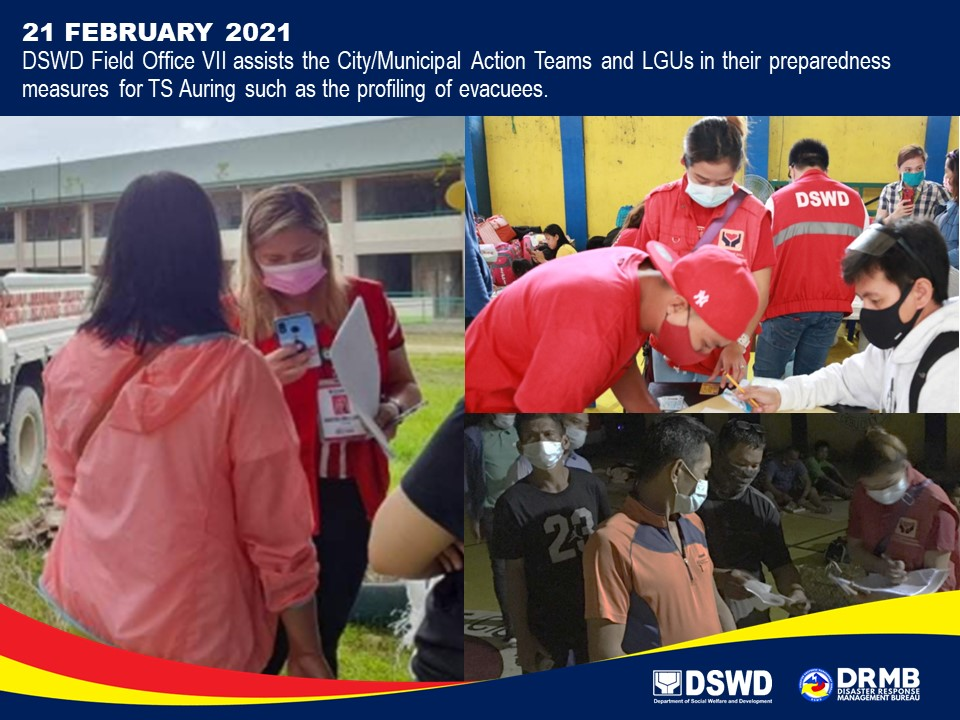 21 FEBRUARY 2021
DSWD Field Office VII assists the City/Municipal Action Teams and LGUs in their preparedness
measures for TS Auring such as the profiling of evacuees.
DSWD
23
DSWD
Department of Social Welfare and Development
DRMB
DISASTER RESPONSE
MANAGEMENT BUREAU